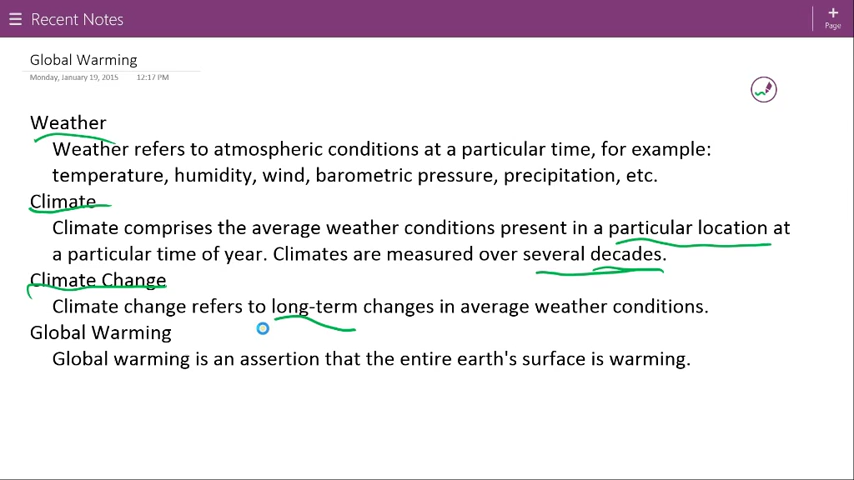 Recent Notes
Page
Global Warming
Monday, January 19, 2015 12:17 PM
Weather
Weather refers to atmospheric conditions at a particular time, for example:
temperature, humidity, wind, barometric pressure, precipitation, etc.
Climate
Climate comprises the average weather conditions present in a particular location at
a particular time of year. Climates are measured over several decades.
Climate Change
Climate change refers to long-term changes in average weather conditions.
Global Warming
Global warming is an assertion that the entire earth's surface is warming.